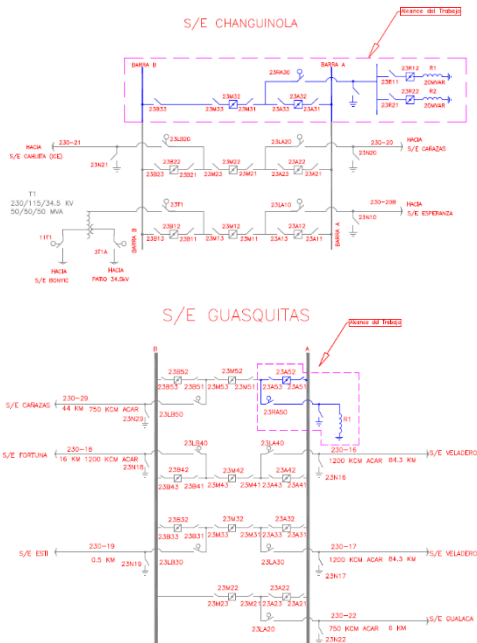 S/E CHANGUINOLA
Alcance del Trabajo
BARRA B
BARRA A
23RA30
23R12
R1
23R11
20MVAR
23M32
23A32
23R22
R2
23B33
23M33 23M31
23A33 23A31
23R21
20MVAR
HACIA
230-21
23LB20
23LA20
230-20
HACIA
S/E CAHUITA (ICE)
S/E CAÑAZAS
23N21
23B22
23M22
23A22
23N20
23B23 23B21
23M23 23M21
23A23 23A21
T1
230/115/34.5 KV
50/50/50 MVA
23T1
23LA10
230-20B
HACIA
S/E ESPERANZA
23B12
23M12
23A12
23N10
11T1
3T1A
23B13 23B11
23M13 23M11
23A13 23A11
HACIA
HACIA
BARRA B
BARRA A
S/E BONYIC
PATIO 34.5kV
S/E GUASQUITAS
Alcance del Trabajo
B
A
23B52
23M52
23A52
23B53 23B51
23M53 23M51
23A53 23A51
S/E CAÑAZAS
230-29
23RA50
44 KM 750 KCM ACAR
23LB50
R1
23N29
S/E FORTUNA
230-18
23LB40
23LA40
230-16
S/E VELADERO
16 KM 1200 KCM ACAR
1200 KCM ACAR 84.3 KM
23N18
23B42
23M42
23A42
23N16
23B43 23B41
23M43 23M41
23A43 23A41
23B32
23M32
23A32
23B33 23B31
23M33 23M31
23A33 23A31
S/E ESTI
230-19
230-17
S/E VELADERO
0.5 KM
23N19
23LB30
23LA30
1200 KCM ACAR 84.3 KM
23N17
23M22
23A22
23M23 23M21
23A23 23A21
230-22
S/E GUALACA
23LA20
750 KCM ACAR
KM
23N22